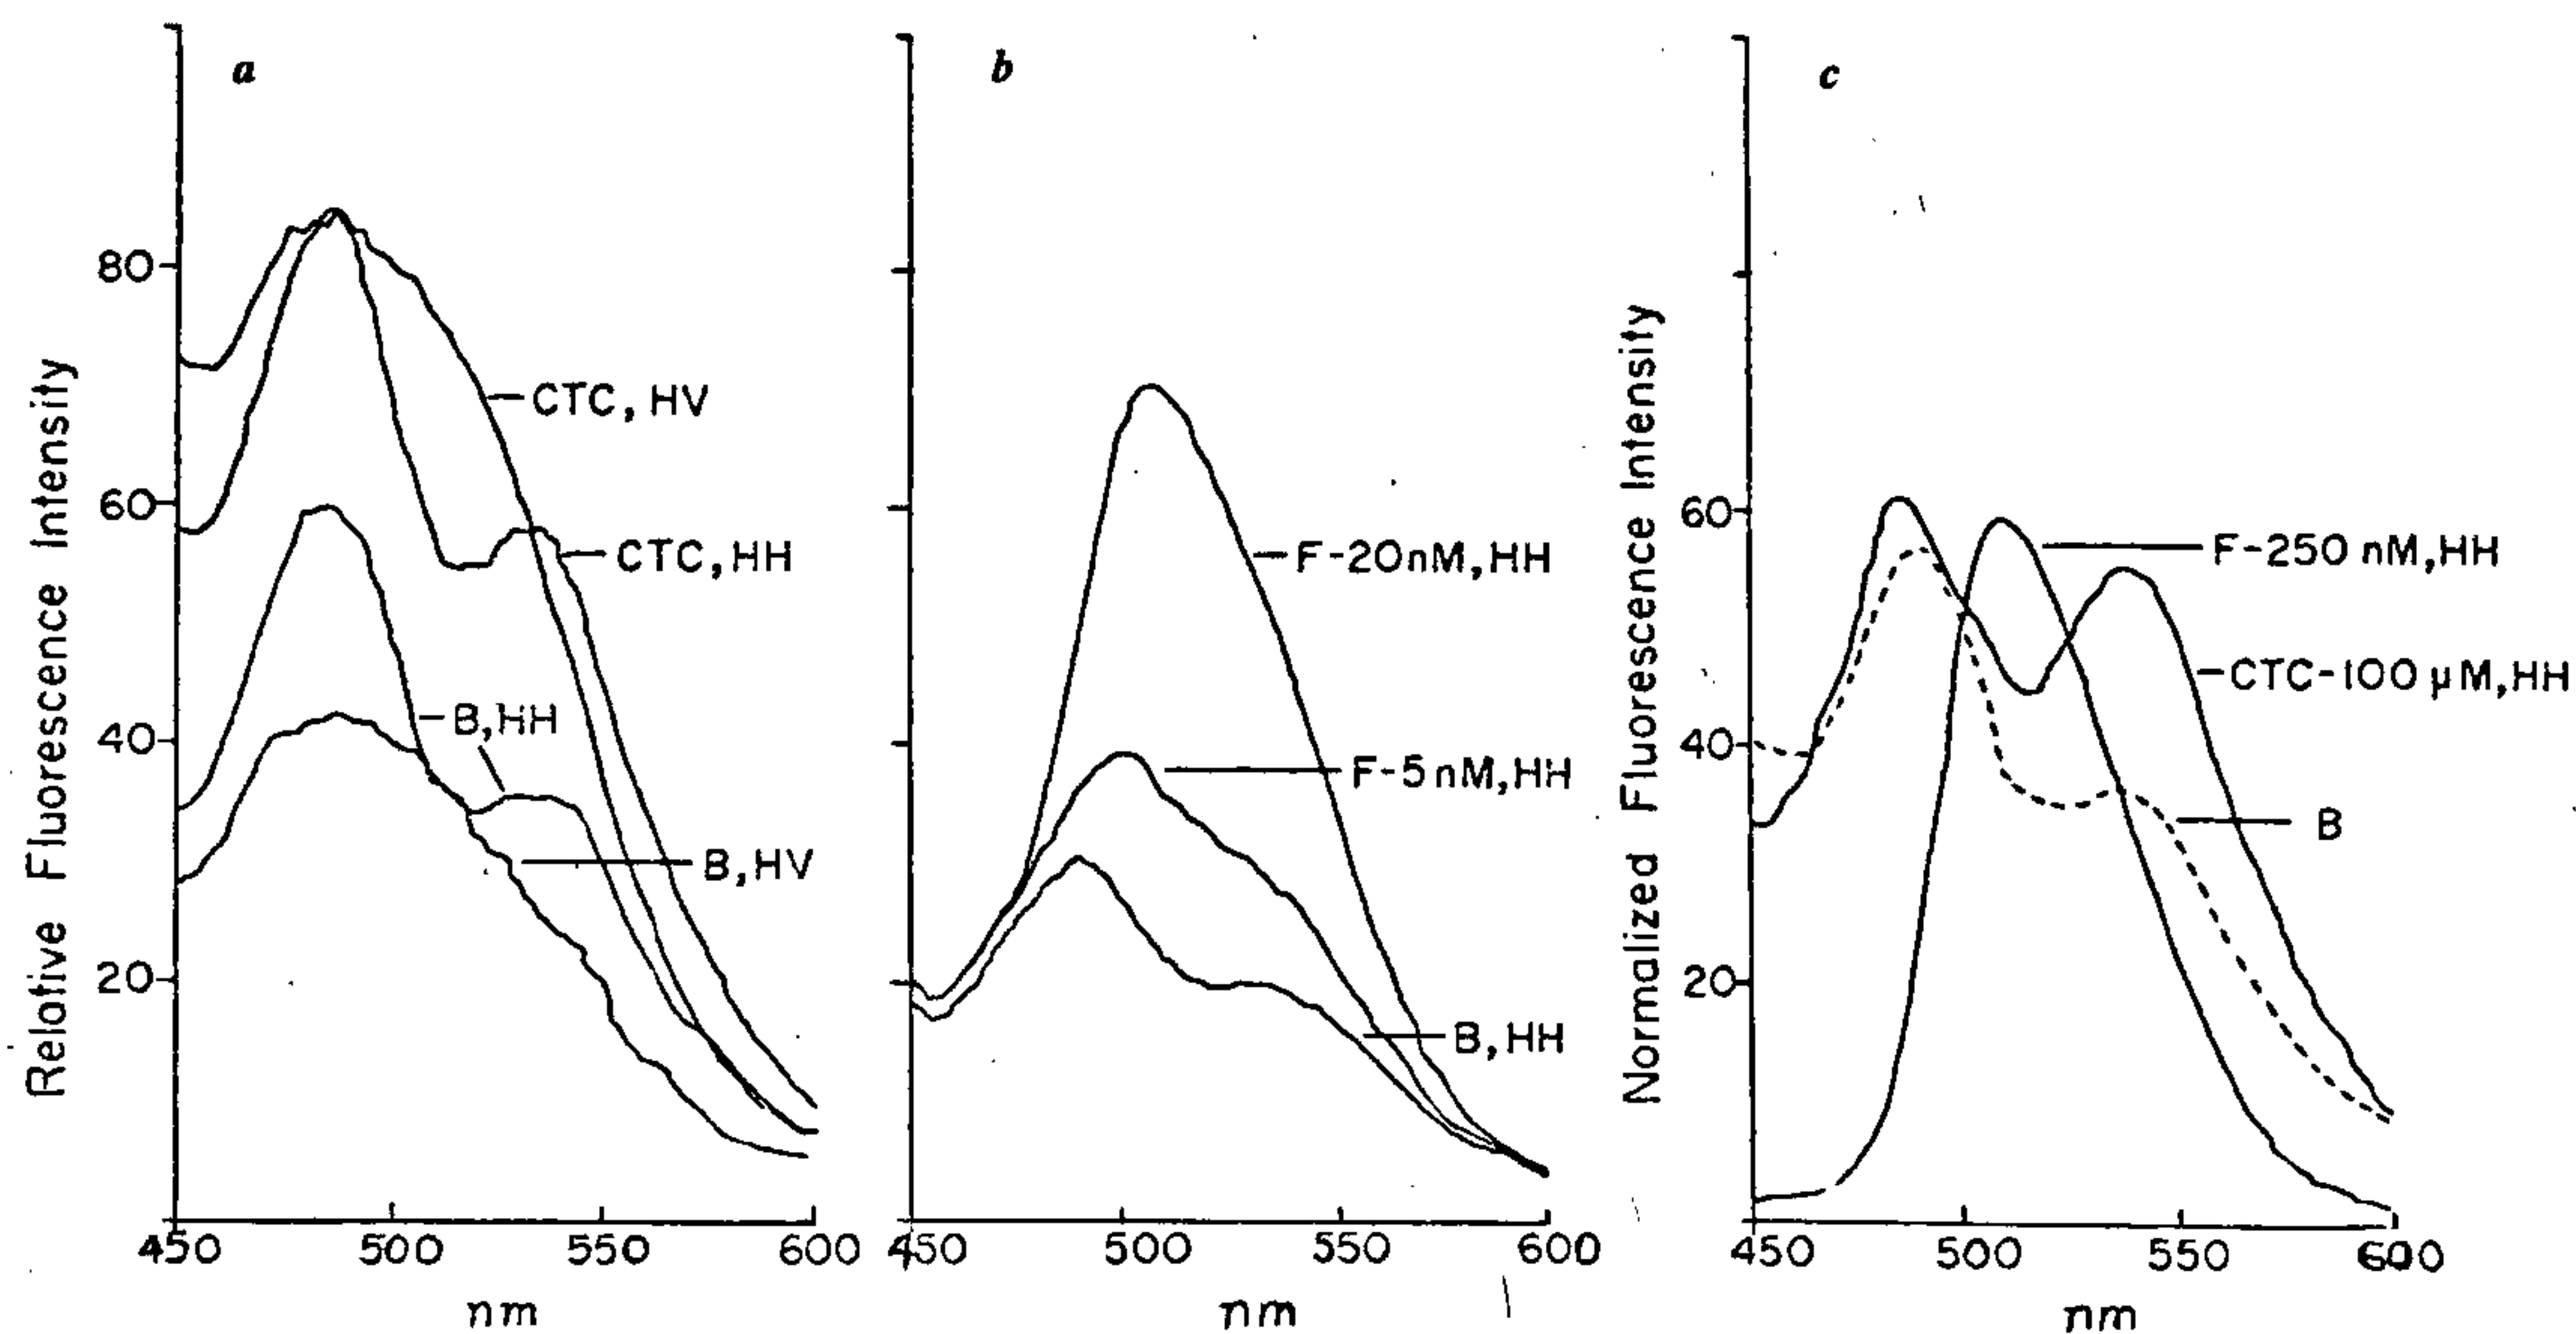 a
Relative Fluorescence Intensity
80
60
40
20
CTC, HV
CTC, HH
B, HH
B, HV
450 500 550 600
nm
b
F-20nM, HH
F-5nM, HH
B, HH
450 500 550 600
nm
c
Normalized Fluorescence Intensity
60
40
20
F-250 nM, HH
CTC-100 µM, HH
B
450 500 550 600
nm